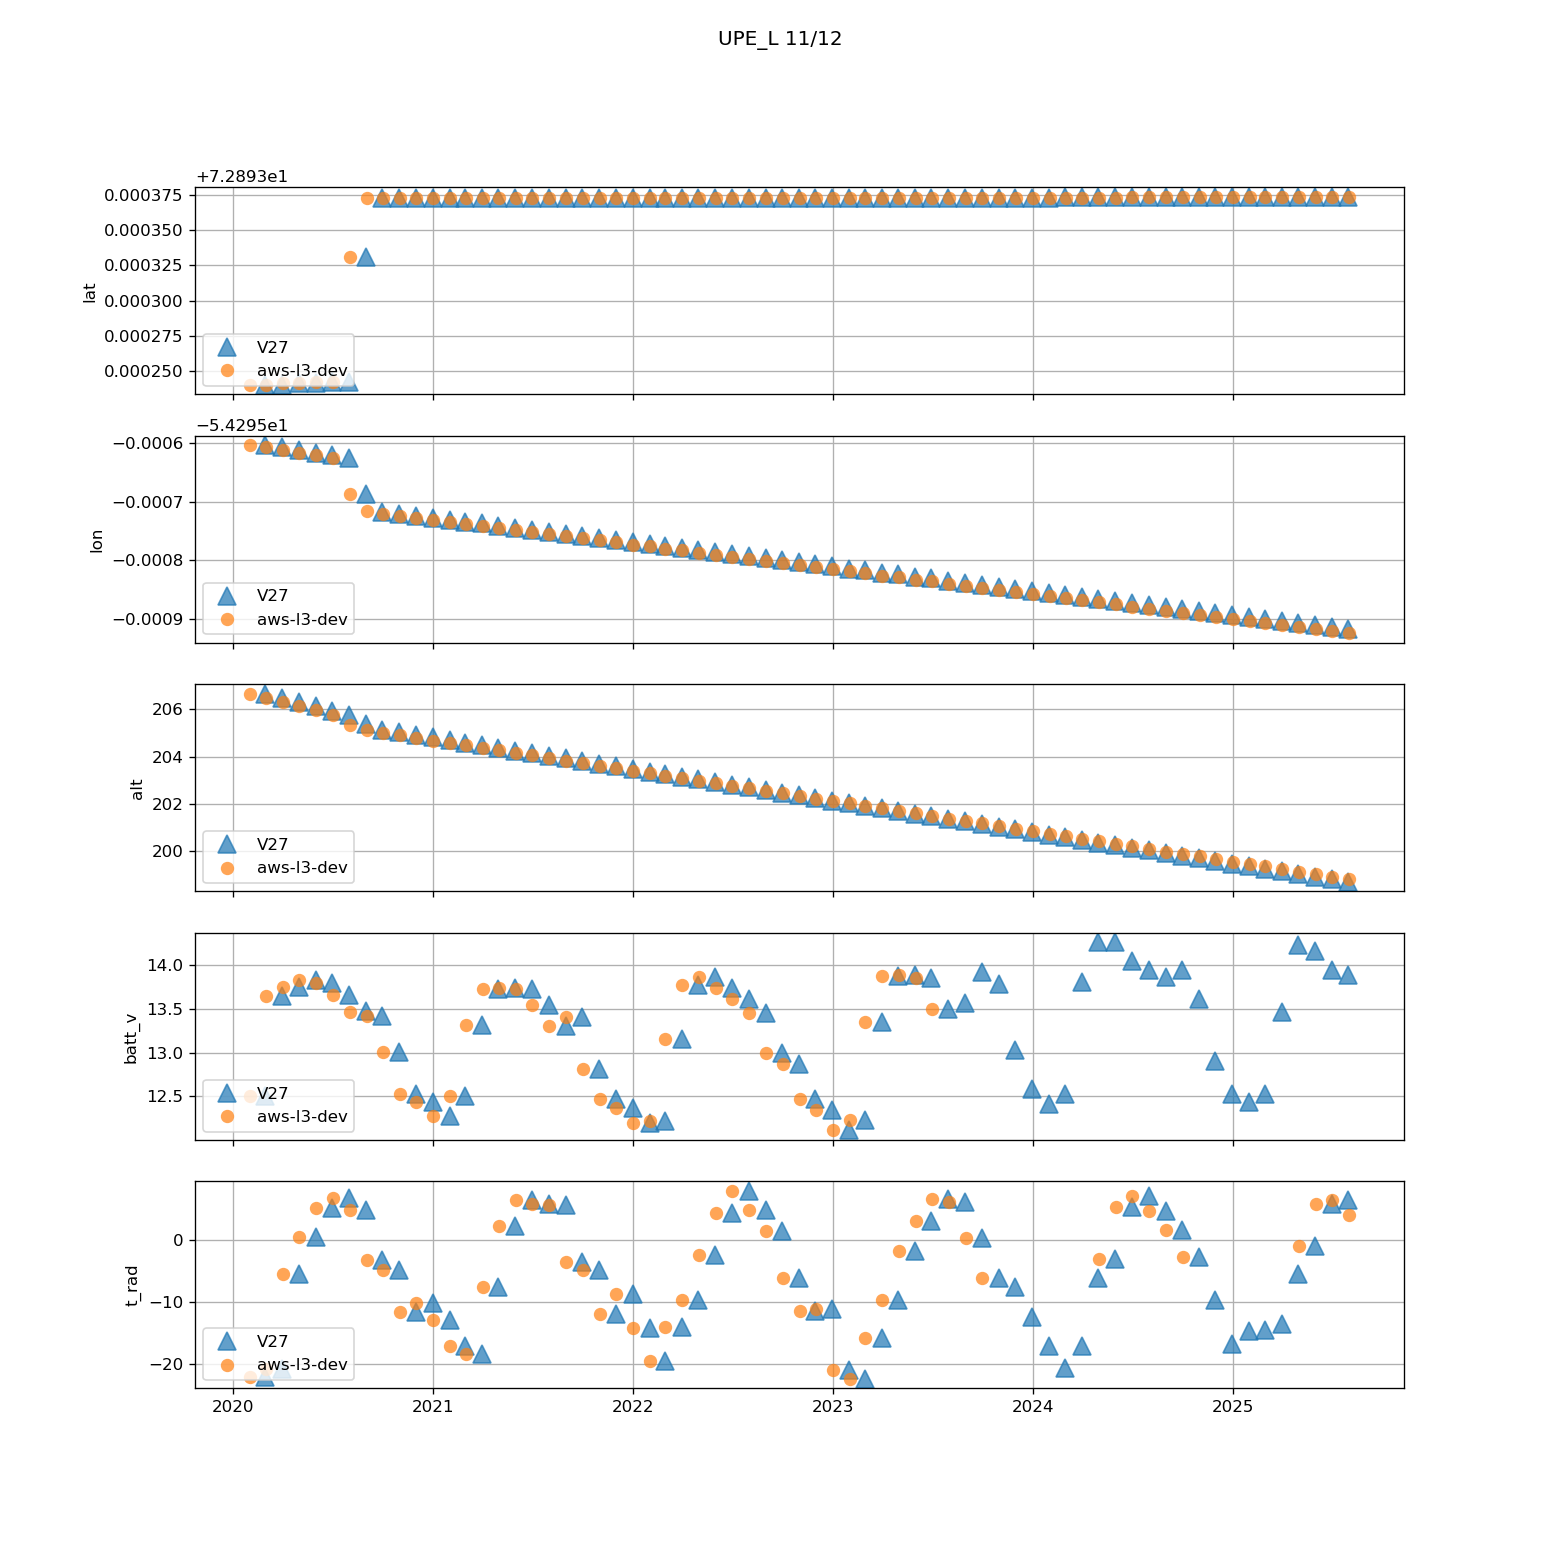 UPE_L 11/12
+7.2893e1
0.000375
0.000350
0.000325
0.000300
0.000275
0.000250
lat
V27
aws-l3-dev
−5.4295e1
−0.0006
−0.0007
−0.0008
−0.0009
lon
V27
aws-l3-dev
206
204
202
200
alt
V27
aws-l3-dev
14.0
13.5
13.0
12.5
batt_v
V27
aws-l3-dev
0
−10
−20
t_rad
V27
aws-l3-dev
2020 2021 2022 2023 2024 2025